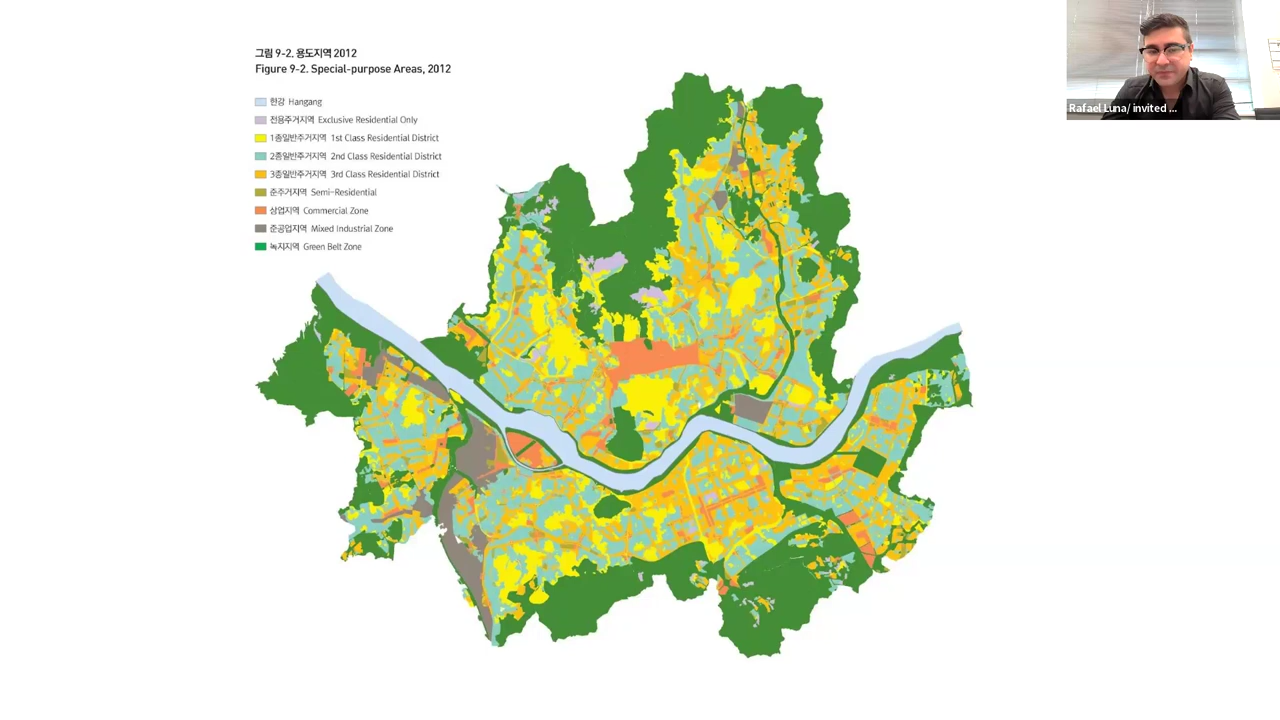 그림 9-2. 용도지역 2012
Figure 9-2. Special-purpose Areas, 2012
한강 Hangang
전용주거지역 Exclusive Residential Only
1종일반주거지역 1st Class Residential District
2종일반주거지역 2nd Class Residential District
3종일반주거지역 3rd Class Residential District
준주거지역 Semi-Residential
상업지역 Commercial Zone
준공업지역 Mixed Industrial Zone
녹지지역 Green Belt Zone
Rafael Luna/ invited ...